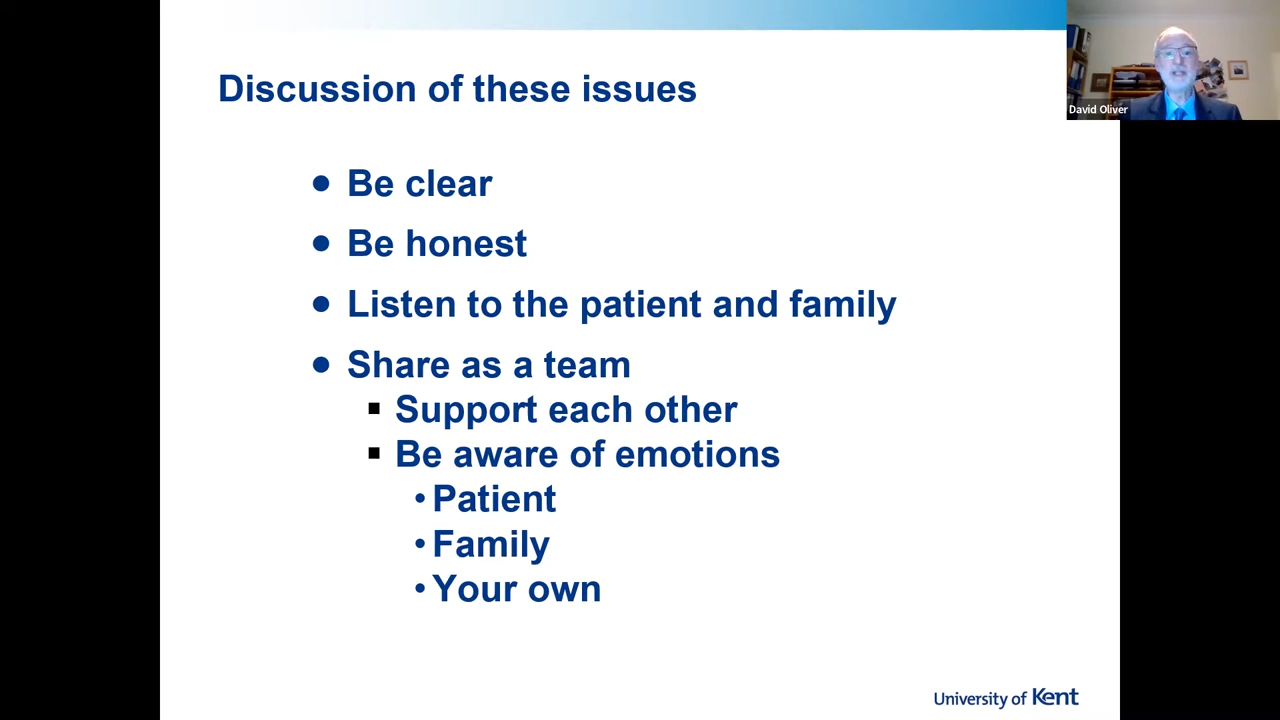 Discussion of these issues
David Oliver
• Be clear
• Be honest
• Listen to the patient and family
• Share as a team
▪ Support each other
▪ Be aware of emotions
• Patient
• Family
• Your own
University of Kent